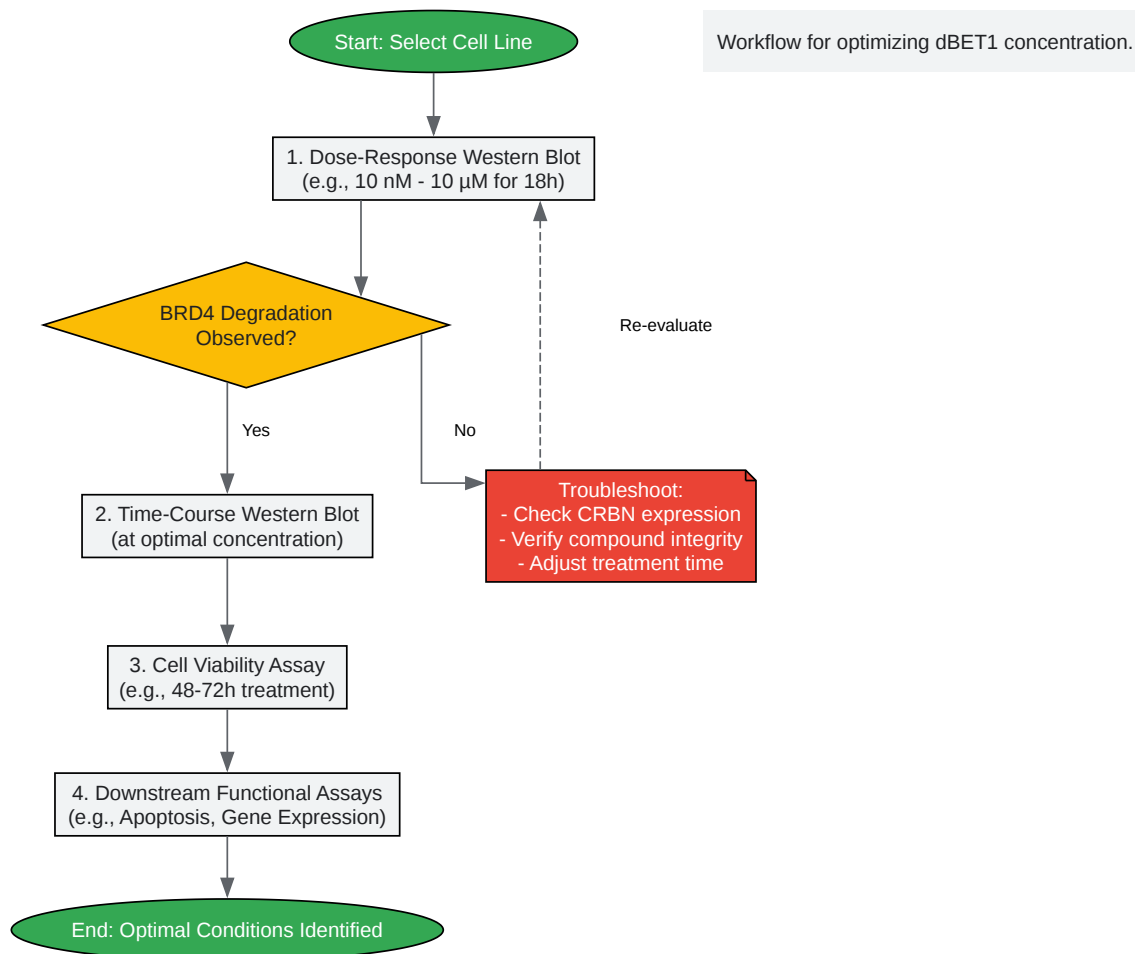 Start: Select Cell Line
Workflow for optimizing dBET1 concentration.
1. Dose-Response Western Blot
(e.g., 10 nM - 10 µM for 18h)
BRD4 Degradation
Observed?
Re-evaluate
Yes
No
Troubleshoot:
- Check CRBN expression
- Verify compound integrity
- Adjust treatment time
2. Time-Course Western Blot
(at optimal concentration)
3. Cell Viability Assay
(e.g., 48-72h treatment)
4. Downstream Functional Assays
(e.g., Apoptosis, Gene Expression)
End: Optimal Conditions Identified